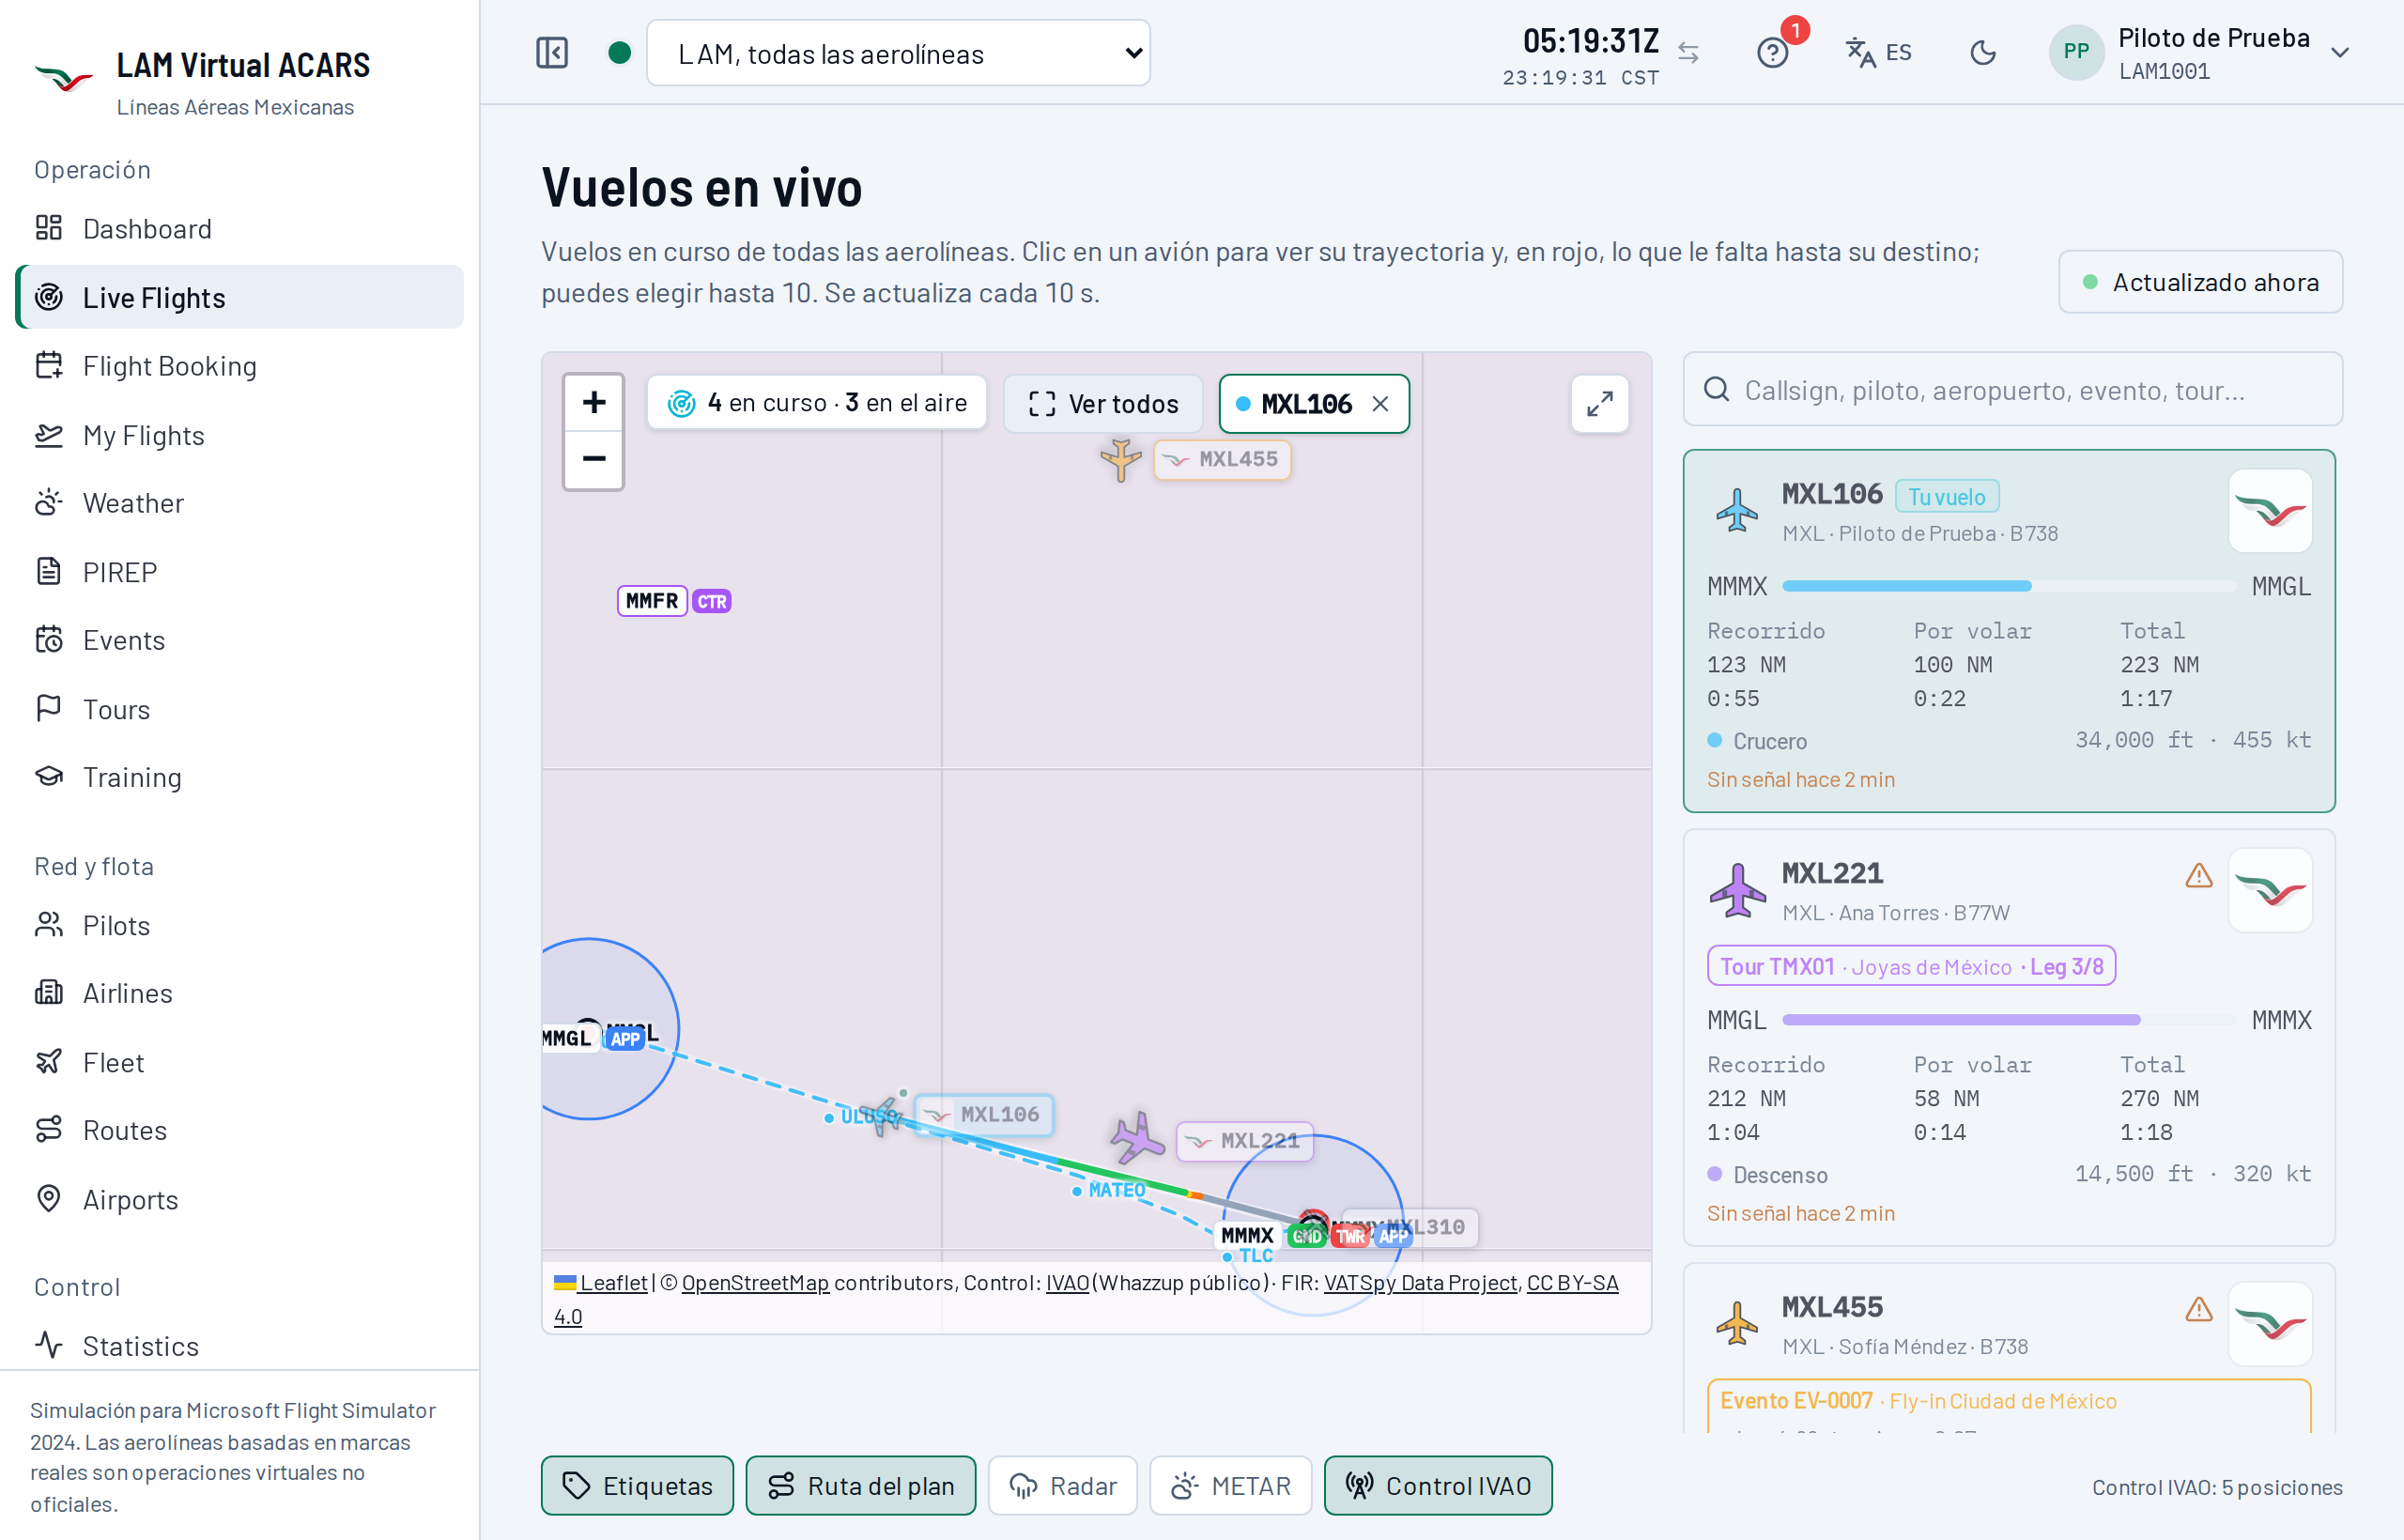 LAM Virtual ACARS
Líneas Aéreas Mexicanas
Operación
Dashboard
Live Flights
Flight Booking
My Flights
Weather
PIREP
Events
Tours
Training
Red y flota
Pilots
Airlines
Fleet
Routes
Airports
Control
Statistics
Simulación para Microsoft Flight Simulator
2024. Las aerolíneas basadas en marcas
reales son operaciones virtuales no
oficiales.
LAM, todas las aerolíneas
05:19:31Z
23:19:31 CST
1
ES
PP
Piloto de Prueba
LAM1001
Vuelos en vivo
Vuelos en curso de todas las aerolíneas. Clic en un avión para ver su trayectoria y, en rojo, lo que le falta hasta su destino;
puedes elegir hasta 10. Se actualiza cada 10 s.
Actualizado ahora
+
−
4 en curso · 3 en el aire
Ver todos
MXL106
MXL455
MMFR CTR
MMGL APP
ULUSO
MXL106
MXL221
MATEO
MMMX GND TWR APP
MXL310
TLC
Leaflet | © OpenStreetMap contributors, Control: IVAO (Whazzup público) · FIR: VATSpy Data Project, CC BY-SA
4.0
Callsign, piloto, aeropuerto, evento, tour...
MXL106 Tu vuelo
MXL · Piloto de Prueba · B738
MMMX MMGL
Recorrido Por volar Total
123 NM 100 NM 223 NM
0:55 0:22 1:17
Crucero 34,000 ft · 455 kt
Sin señal hace 2 min
MXL221
MXL · Ana Torres · B77W
Tour TMX01 · Joyas de México · Leg 3/8
MMGL MMMX
Recorrido Por volar Total
212 NM 58 NM 270 NM
1:04 0:14 1:18
Descenso 14,500 ft · 320 kt
Sin señal hace 2 min
MXL455
MXL · Sofía Méndez · B738
Evento EV-0007 · Fly-in Ciudad de México
Etiquetas
Ruta del plan
Radar
METAR
Control IVAO
Control IVAO: 5 posiciones